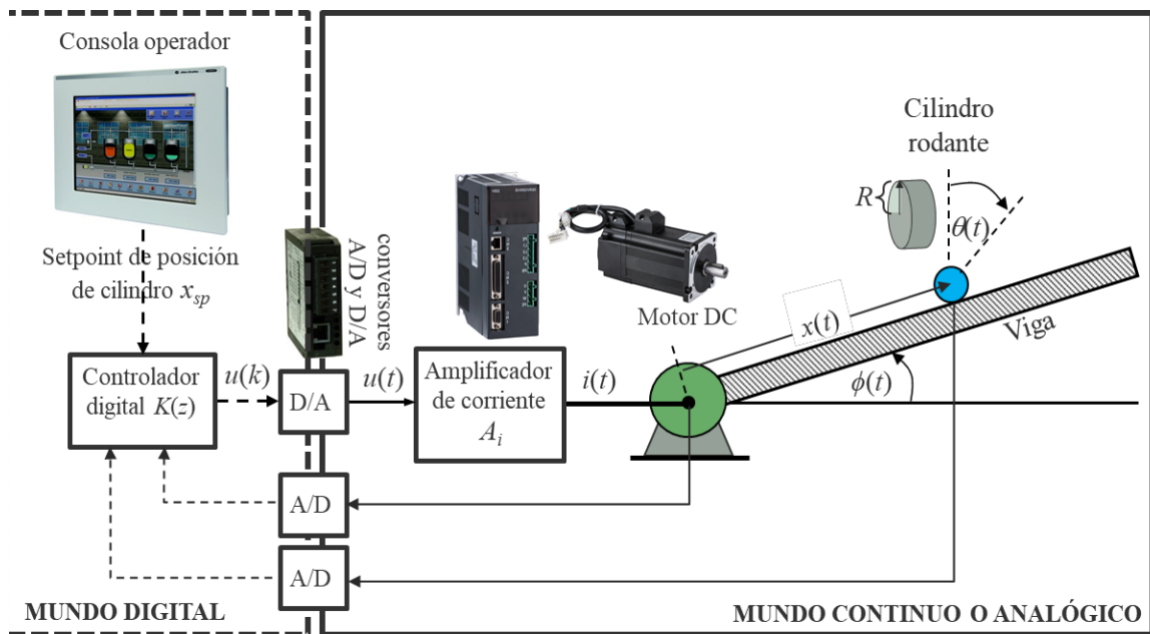 Consola operador
Setpoint de posición
de cilindro x_sp
Controlador
digital K(z)
u(k)
D/A
conversores
A/D y D/A
u(t)
Amplificador
de corriente
A_i
i(t)
Motor DC
Cilindro
rodante
R
θ(t)
x(t)
Viga
ϕ(t)
A/D
A/D
MUNDO DIGITAL
MUNDO CONTINUO O ANALÓGICO